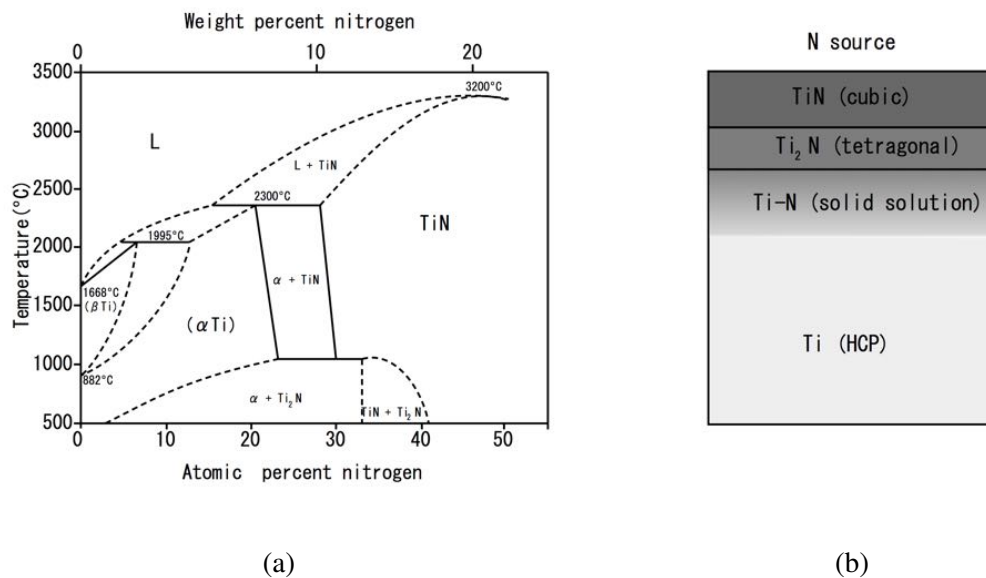 Weight percent nitrogen
0 10 20
3500
3000
2500
2000
1500
1000
500
Temperature(°C)
3200°C
L
L + TiN
2300°C
TiN
1995°C
α + TiN
1668°C
(βTi)
(αTi)
882°C
α + Ti₂N
TiN + Ti₂N
0 10 20 30 40 50
Atomic percent nitrogen
(a)
N source
TiN (cubic)
Ti₂N (tetragonal)
Ti-N (solid solution)
Ti (HCP)
(b)